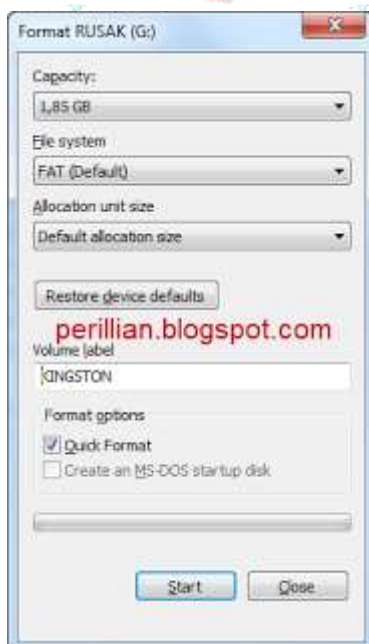 Format RUSAK (G:)
Capacity:
1,85 GB
File system
FAT (Default)
Allocation unit size
Default allocation size
Restore device defaults
perillian.blogspot.com
Volume label
KINGSTON
Format options
Quick Format
Create an MS-DOS startup disk
Start
Close